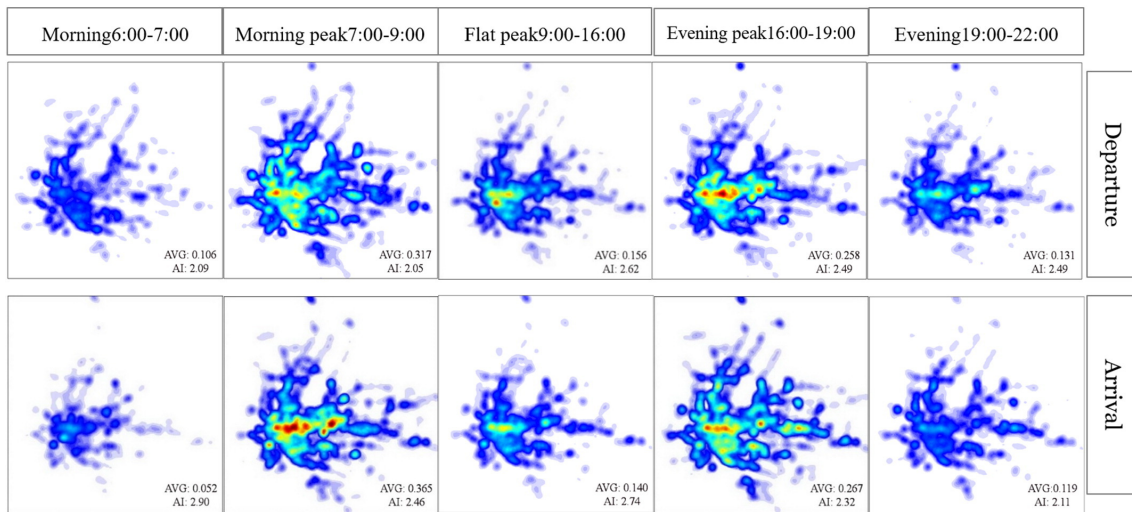 Morning6:00-7:00
Morning peak7:00-9:00
Flat peak9:00-16:00
Evening peak16:00-19:00
Evening19:00-22:00
AVG: 0.106
AI: 2.09
AVG: 0.317
AI: 2.05
AVG: 0.156
AI: 2.62
AVG: 0.258
AI: 2.49
AVG: 0.131
AI: 2.49
Departure
AVG: 0.052
AI: 2.90
AVG: 0.365
AI: 2.46
AVG: 0.140
AI: 2.74
AVG: 0.267
AI: 2.32
AVG: 0.119
AI: 2.11
Arrival